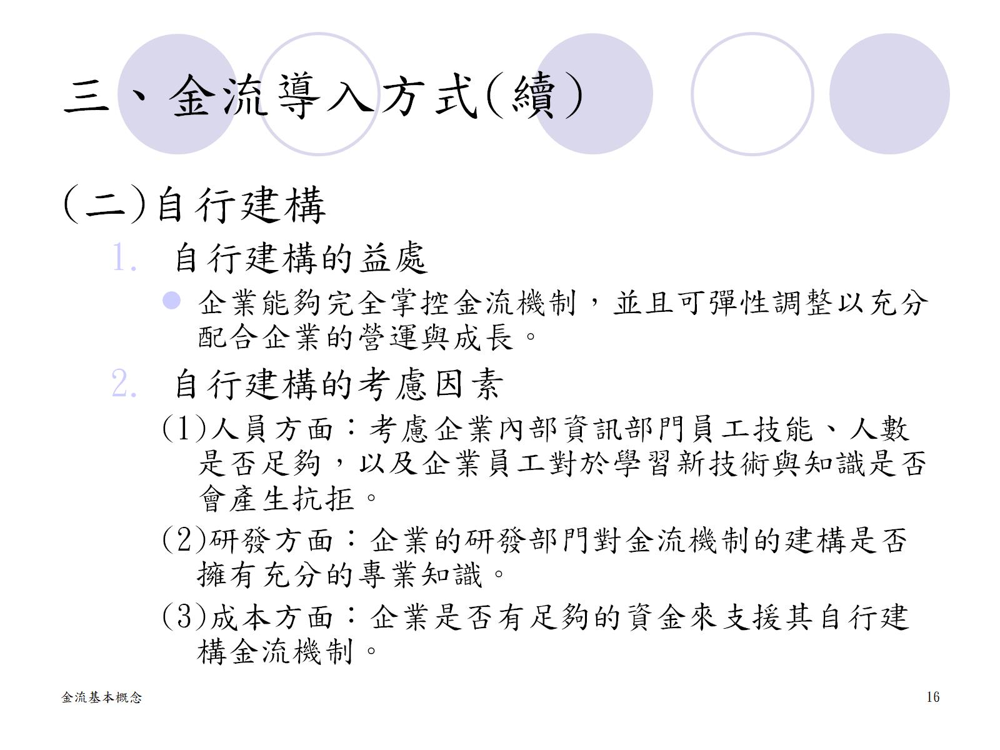 三、金流導入方式(續)
(二)自行建構
1. 自行建構的益處
● 企業能夠完全掌控金流機制，並且可彈性調整以充分
配合企業的營運與成長。
2. 自行建構的考慮因素
(1)人員方面：考慮企業內部資訊部門員工技能、人數
是否足夠，以及企業員工對於學習新技術與知識是否
會產生抗拒。
(2)研發方面：企業的研發部門對金流機制的建構是否
擁有充分的專業知識。
(3)成本方面：企業是否有足夠的資金來支援其自行建
構金流機制。
金流基本概念
16